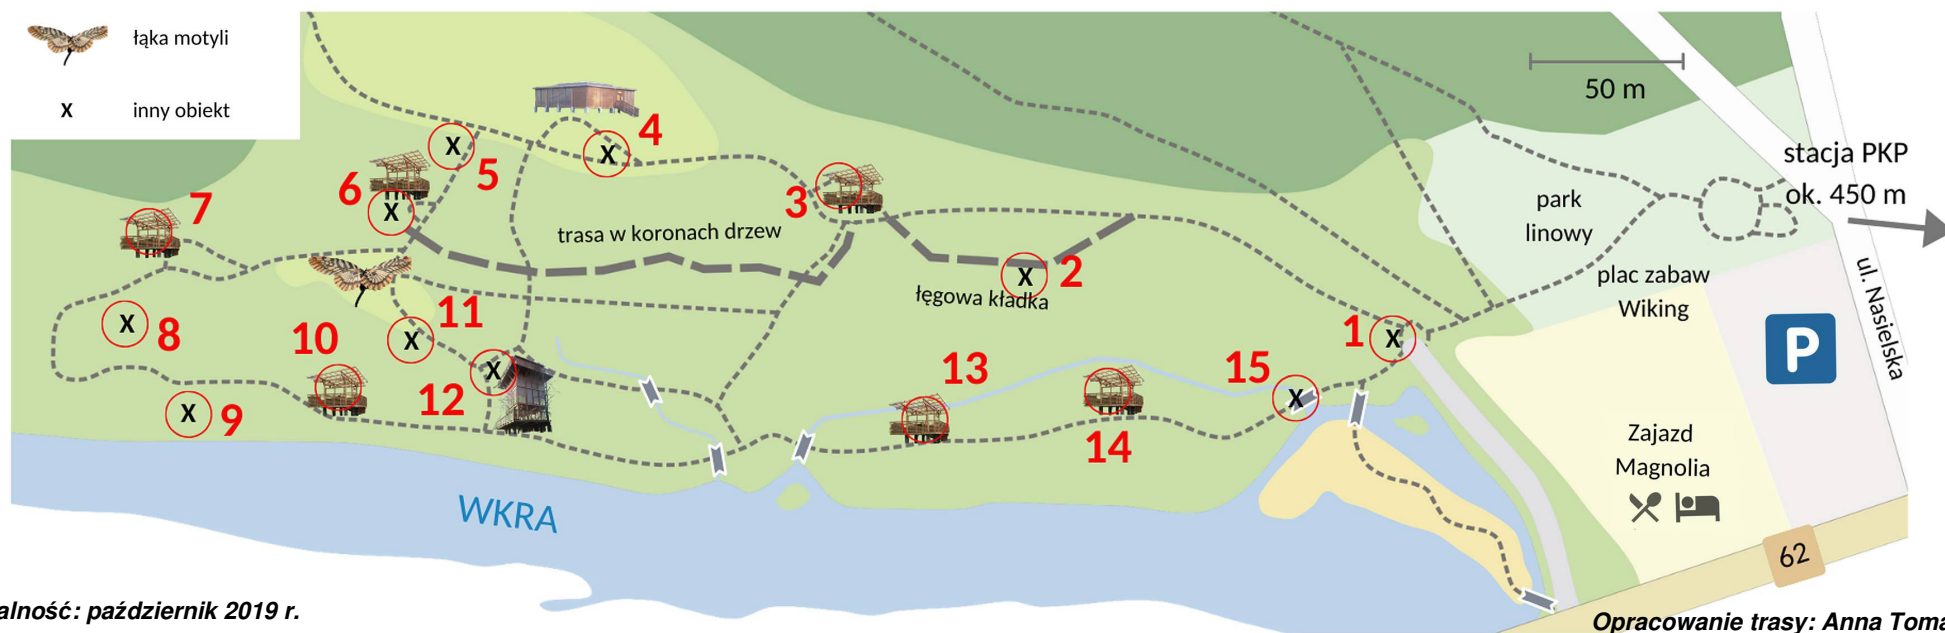 łąka motyli
X inny obiekt
50 m
stacja PKP
ok. 450 m
park
linowy
plac zabaw
Wiking
ul. Nasielska
P
Zajazd
Magnolia
62
trasa w koronach drzew
łęgowa kładka
WKRA
X 1
X 2
3
X 4
X 5
X 6
7
X 8
X 9
10
X 11
X 12
13
14
X 15
październik 2019 r.
Opracowanie trasy: Anna